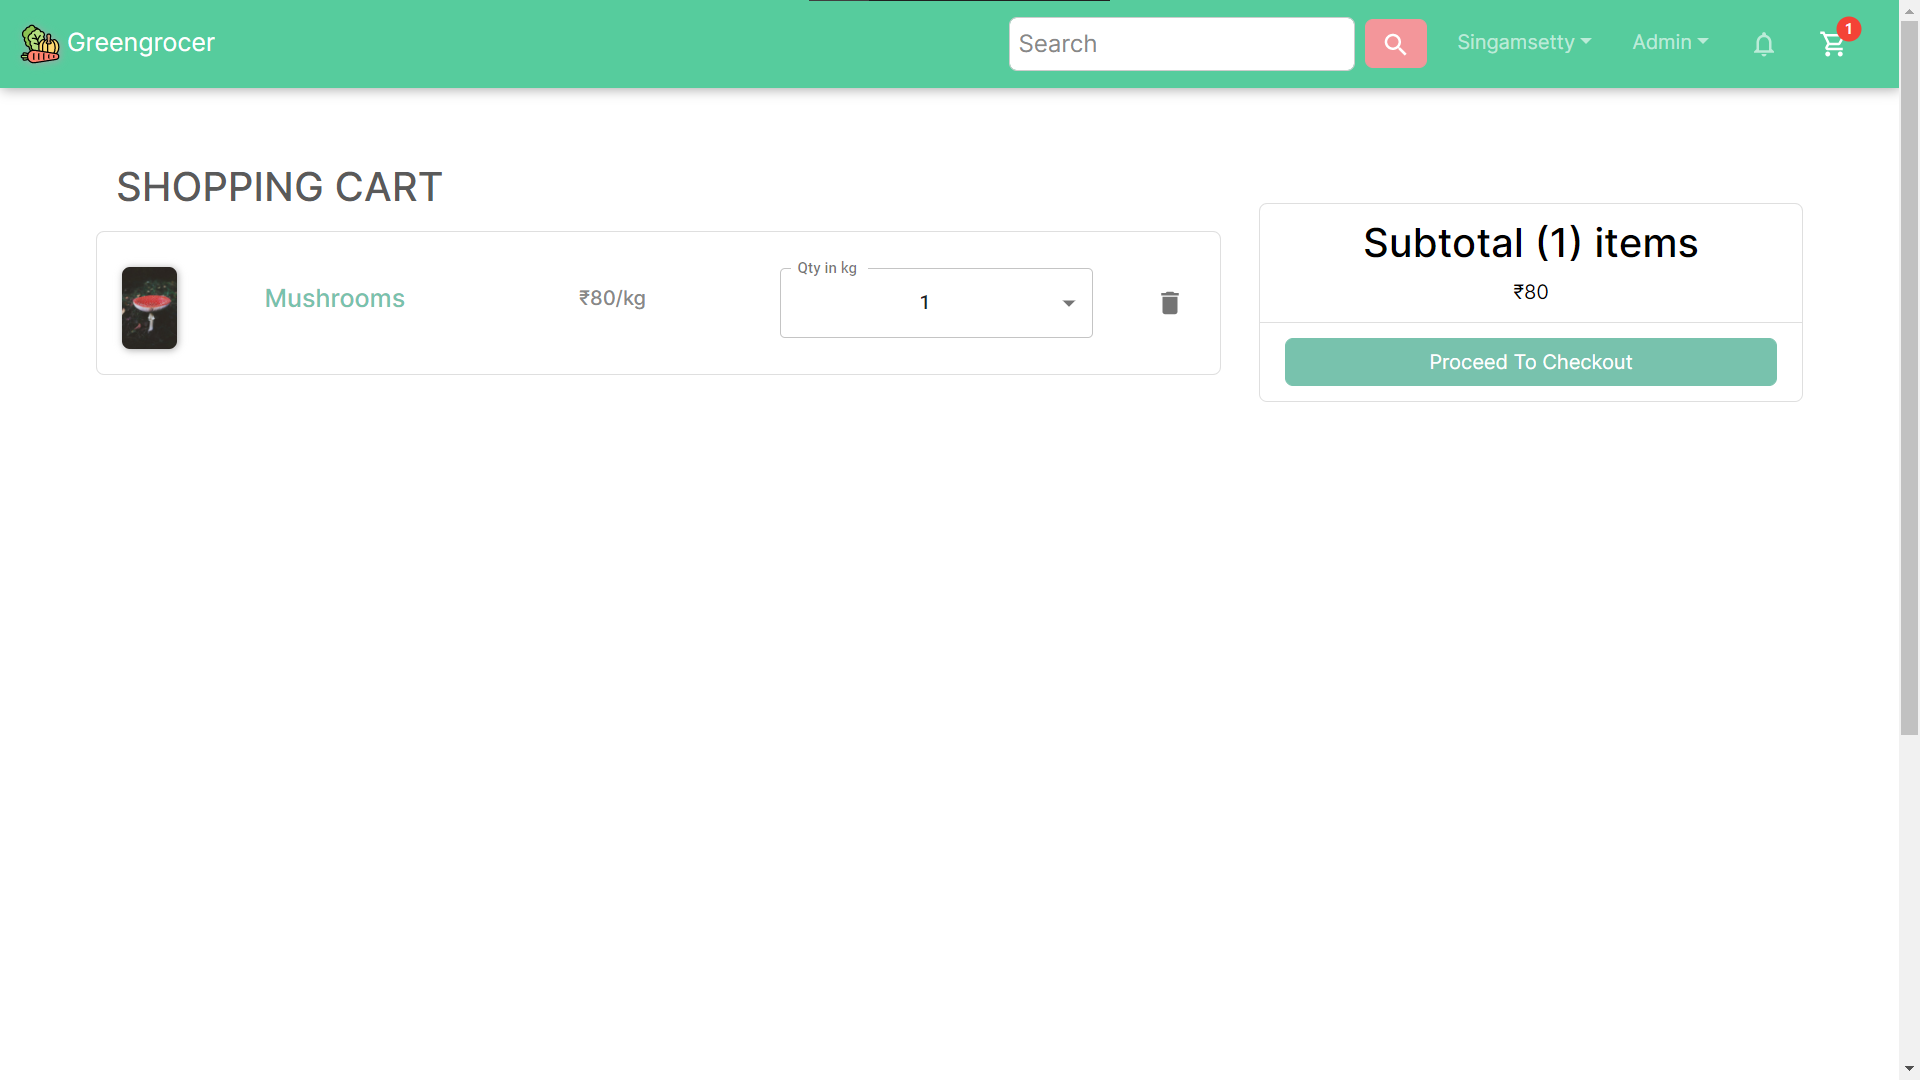 Greengrocer
Search
Singamsetty
Admin
1
SHOPPING CART
Mushrooms
₹80/kg
Qty in kg
1
Subtotal (1) items
₹80
Proceed To Checkout